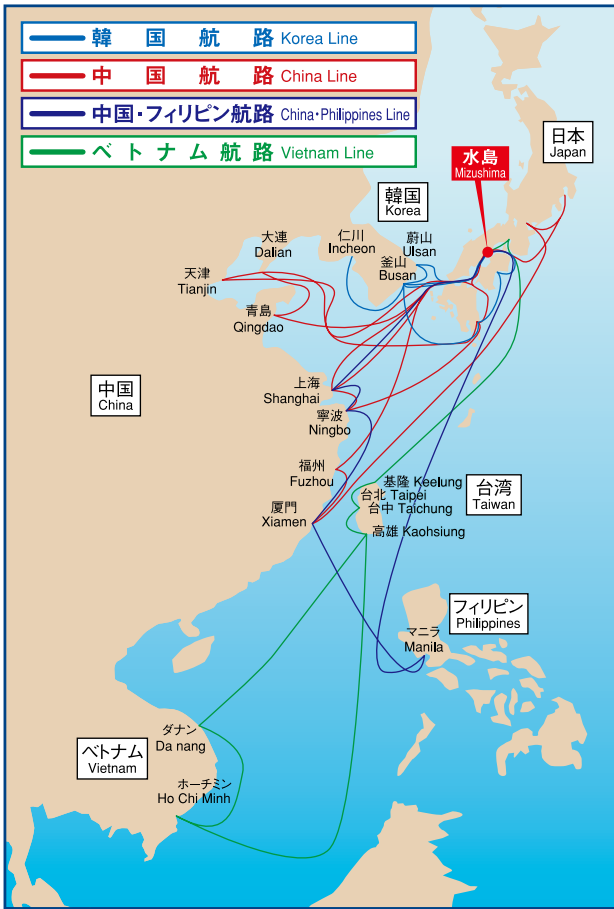 韓国航路 Korea Line
中国航路 China Line
中国・フィリピン航路 China・Philippines Line
ベトナム航路 Vietnam Line
日本
Japan
水島
Mizushima
韓国
Korea
大連
Dalian
仁川
Incheon
蔚山
Ulsan
釜山
Busan
天津
Tianjin
青島
Qingdao
中国
China
上海
Shanghai
寧波
Ningbo
福州
Fuzhou
厦門
Xiamen
基隆 Keelung
台北 Taipei
台中 Taichung
高雄 Kaohsiung
台湾
Taiwan
フィリピン
Philippines
マニラ
Manila
ダナン
Da nang
ベトナム
Vietnam
ホーチミン
Ho Chi Minh